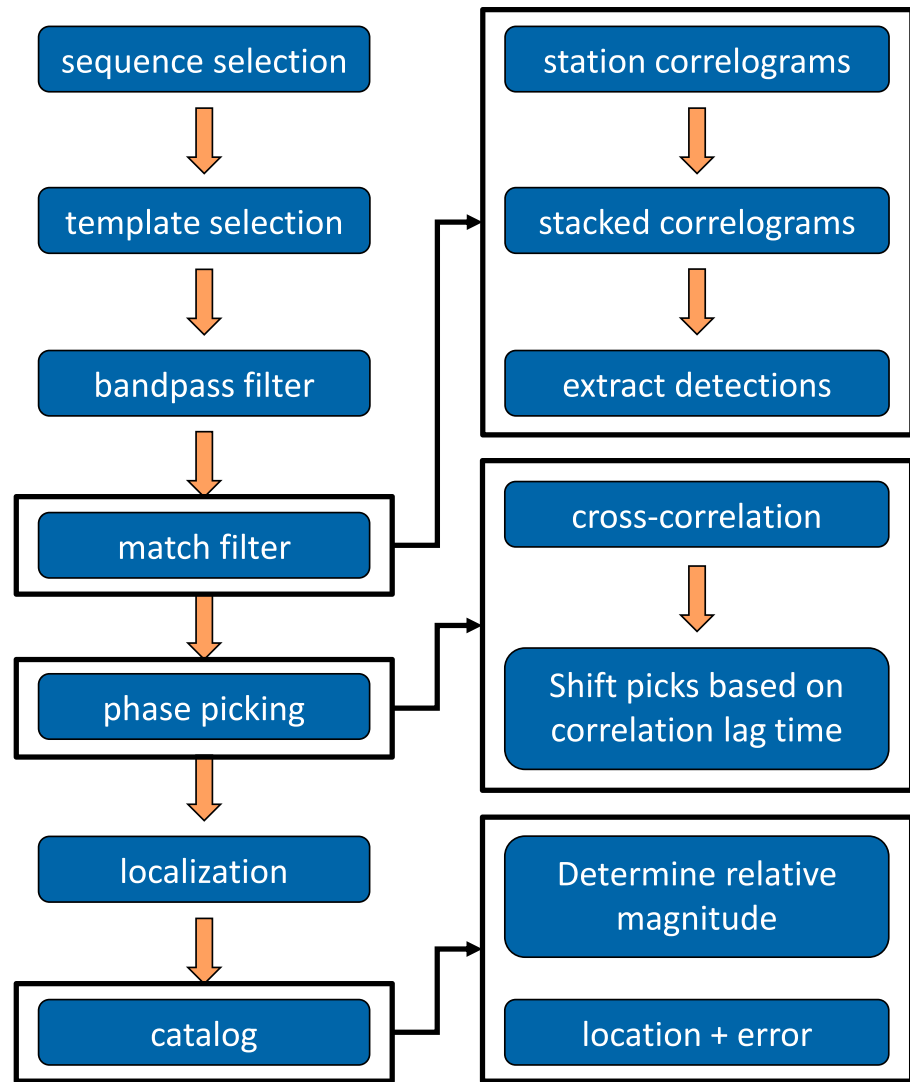 sequence selection
template selection
bandpass filter
match filter
phase picking
localization
catalog
station correlograms
stacked correlograms
extract detections
cross-correlation
Shift picks based on
correlation lag time
Determine relative
magnitude
location + error